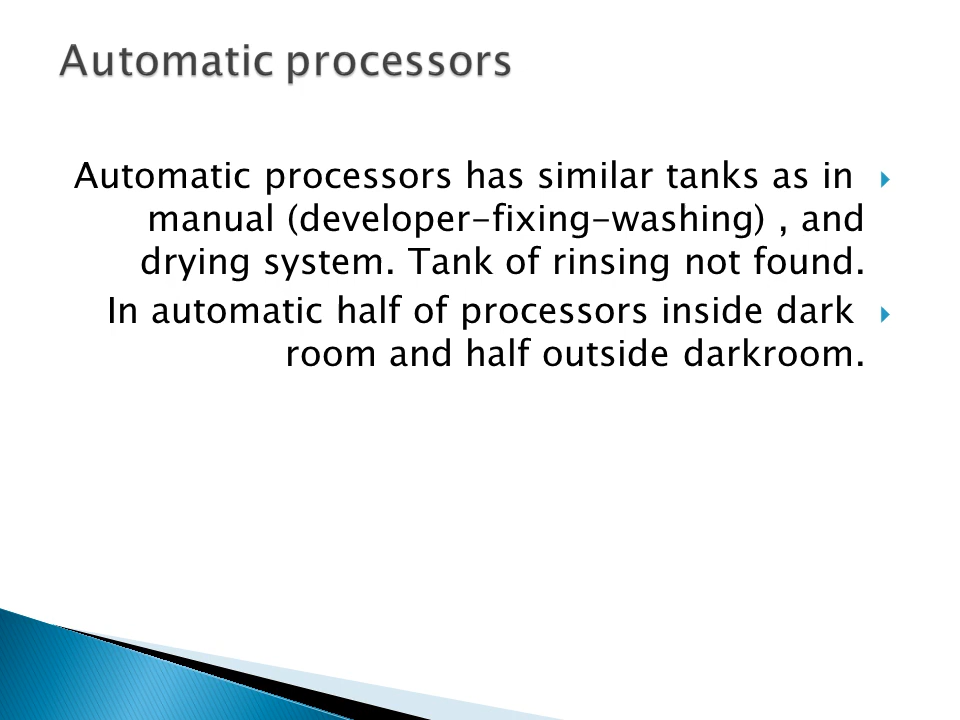 Automatic processors
Automatic processors has similar tanks as in
manual (developer-fixing-washing) , and
drying system. Tank of rinsing not found.
In automatic half of processors inside dark
room and half outside darkroom.